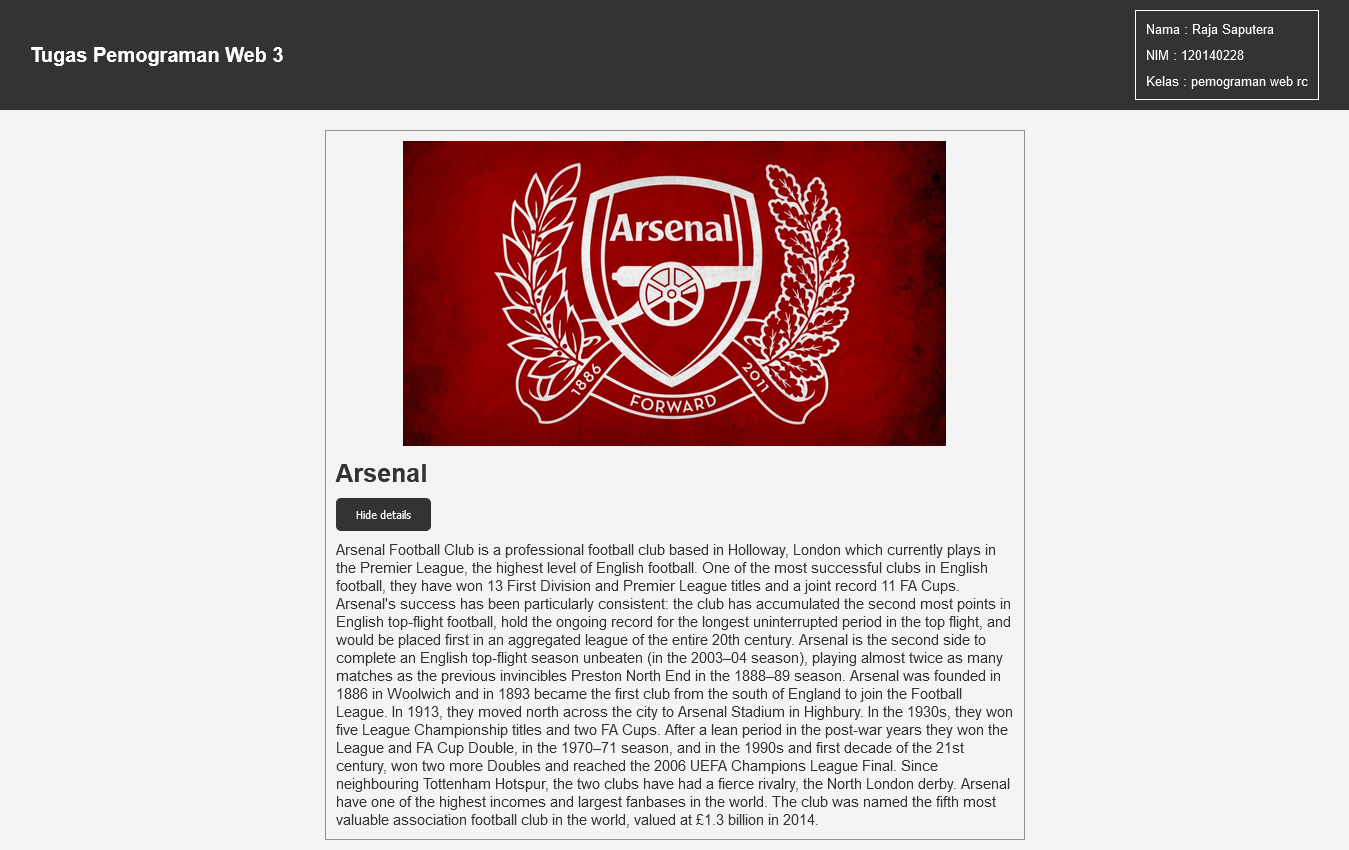 Tugas Pemograman Web 3
Nama : Raja Saputera
NIM : 120140228
Kelas : pemograman web rc
Arsenal
1886
FORWARD
2011
Arsenal
Hide details
Arsenal Football Club is a professional football club based in Holloway, London which currently plays in
the Premier League, the highest level of English football. One of the most successful clubs in English
football, they have won 13 First Division and Premier League titles and a joint record 11 FA Cups.
Arsenal's success has been particularly consistent: the club has accumulated the second most points in
English top-flight football, hold the ongoing record for the longest uninterrupted period in the top flight, and
would be placed first in an aggregated league of the entire 20th century. Arsenal is the second side to
complete an English top-flight season unbeaten (in the 2003–04 season), playing almost twice as many
matches as the previous invincibles Preston North End in the 1888–89 season. Arsenal was founded in
1886 in Woolwich and in 1893 became the first club from the south of England to join the Football
League. In 1913, they moved north across the city to Arsenal Stadium in Highbury. In the 1930s, they won
five League Championship titles and two FA Cups. After a lean period in the post-war years they won the
League and FA Cup Double, in the 1970–71 season, and in the 1990s and first decade of the 21st
century, won two more Doubles and reached the 2006 UEFA Champions League Final. Since
neighbouring Tottenham Hotspur, the two clubs have had a fierce rivalry, the North London derby. Arsenal
have one of the highest incomes and largest fanbases in the world. The club was named the fifth most
valuable association football club in the world, valued at £1.3 billion in 2014.